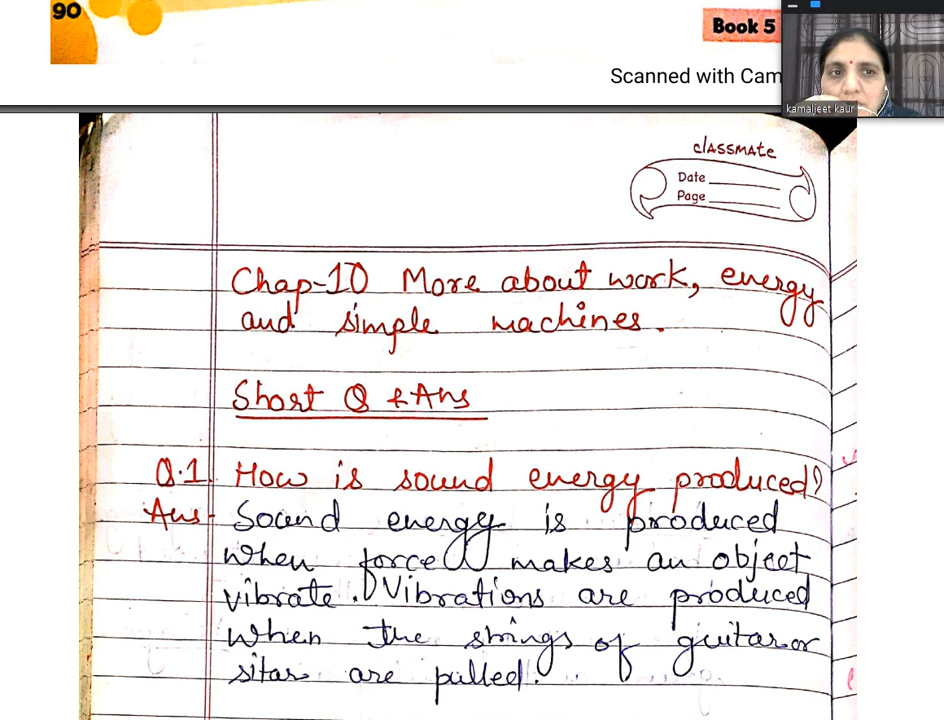 90
Book 5
Scanned with Cam
kamaljeet kaur
classmate
Date
Page
Chap-10 More about work, energy
and simple machines.
Short Q & Ans
Q.1 How is sound energy produced?
Ans- Sound energy is produced
when force makes an object
vibrate. Vibrations are produced
when the strings of guitar or
sitar are pulled.